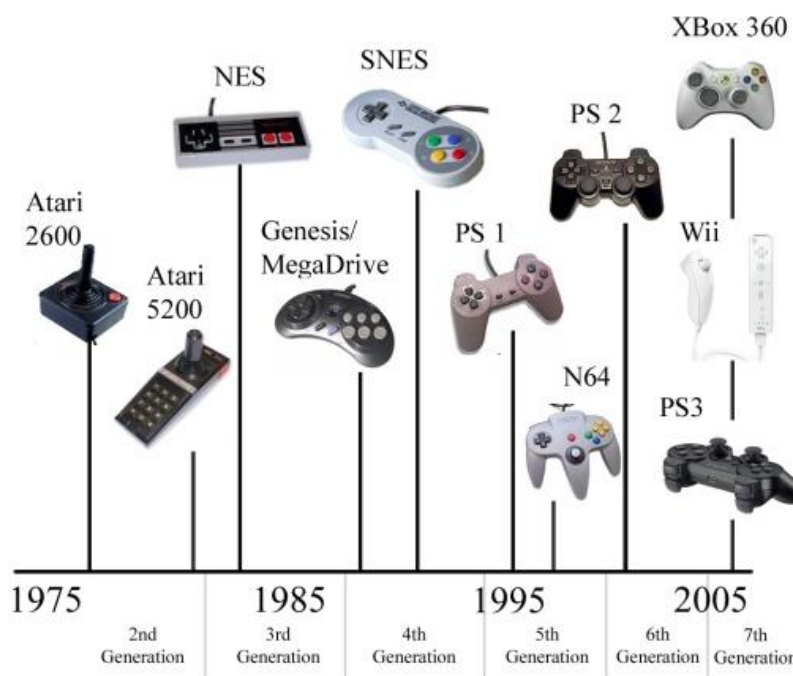 XBox 360
SNES
NES
PS 2
Atari
2600
Genesis/
MegaDrive
PS 1
Wii
Atari
5200
N64
PS3
1975
1985
1995
2005
2nd
Generation
3rd
Generation
4th
Generation
5th
Generation
6th
Generation
7th
Generation